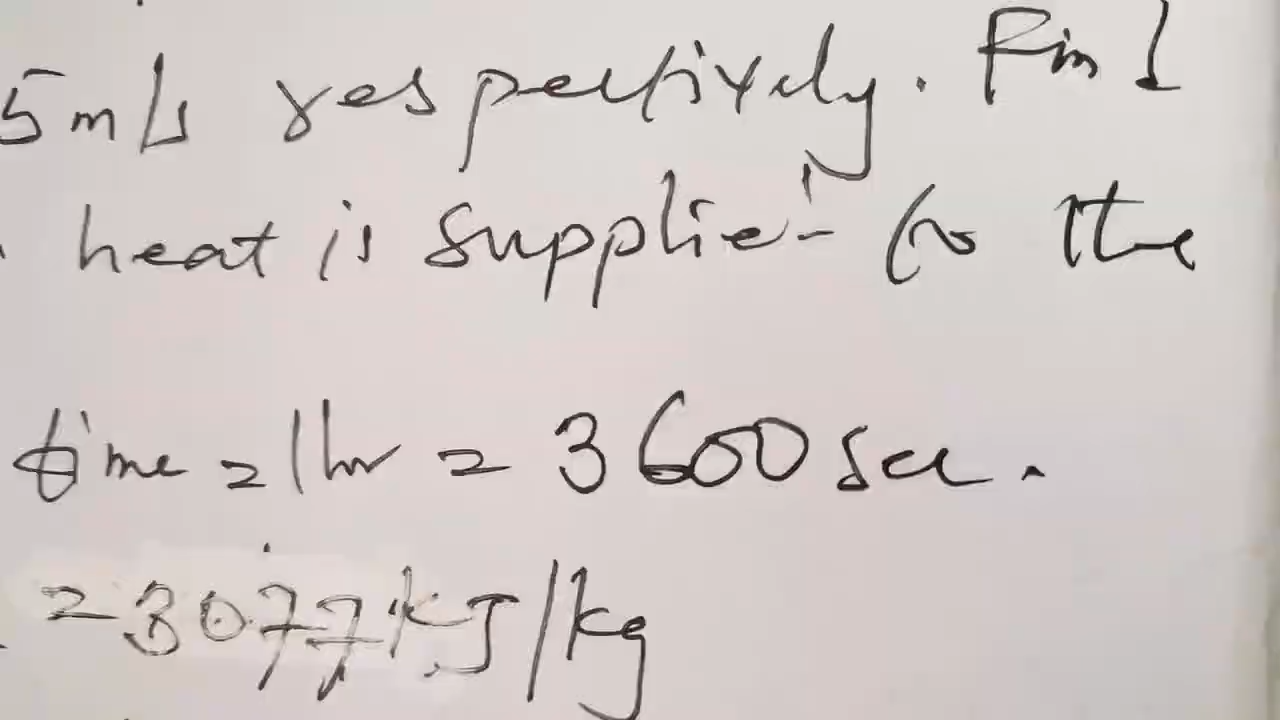 5m/s respectively. Find
heat is supplied to the
time = 1hr = 3600 sec.
= 3077 kJ/kg